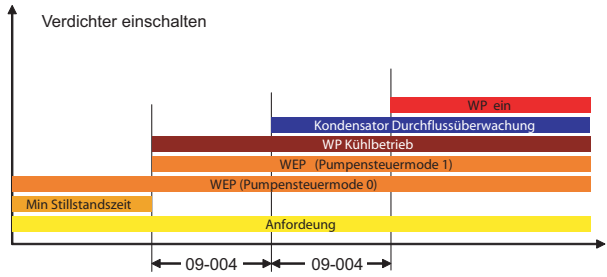 Verdichter einschalten
WP ein
Kondensator Durchflussüberwachung
WP Kühlbetrieb
WEP (Pumpensteuermode 1)
WEP (Pumpensteuermode 0)
Min Stillstandszeit
Anfordeung
09-004 09-004